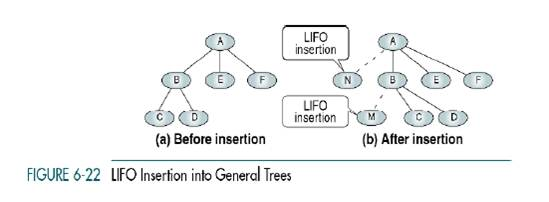 LIFO
insertion
A
A
B
E
F
N
B
E
F
C
D
LIFO
insertion
M
C
D
(a) Before insertion
(b) After insertion
FIGURE 6-22 LIFO Insertion into General Trees